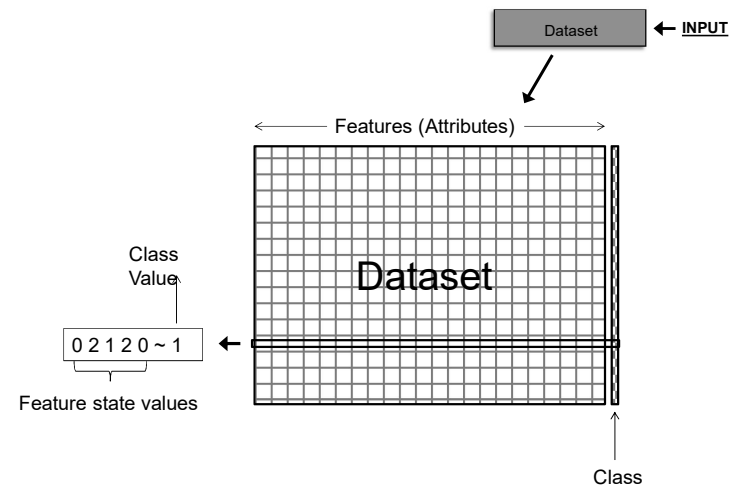 Dataset
INPUT
Features (Attributes)
Dataset
Class
Value
0 2 1 2 0 ~ 1
Feature state values
Class